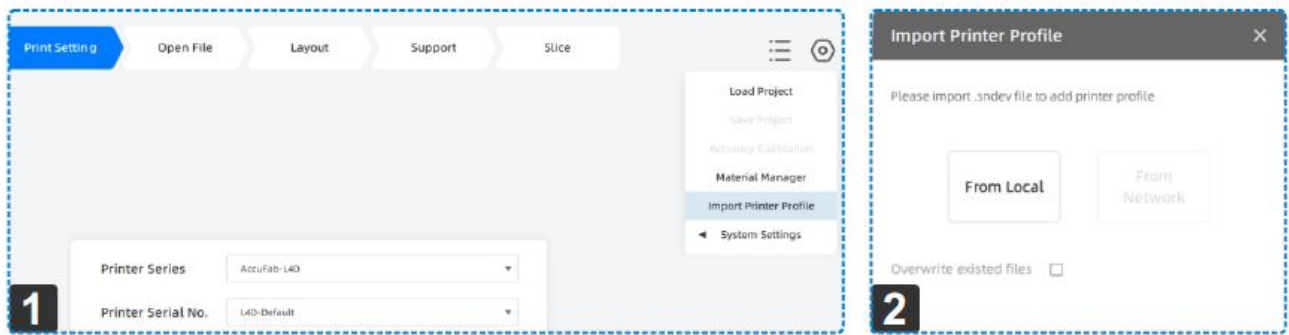 Print Setting
Open File
Layout
Support
Slice
Load Project
Save Project
Accuracy Calibration
Material Manager
Import Printer Profile
◄ System Settings
Printer Series
AccuFab-L4D
Printer Serial No.
L4D-Default
1
Import Printer Profile
Please import .sndev file to add printer profile
From Local
From
Network
Overwrite existed files
2